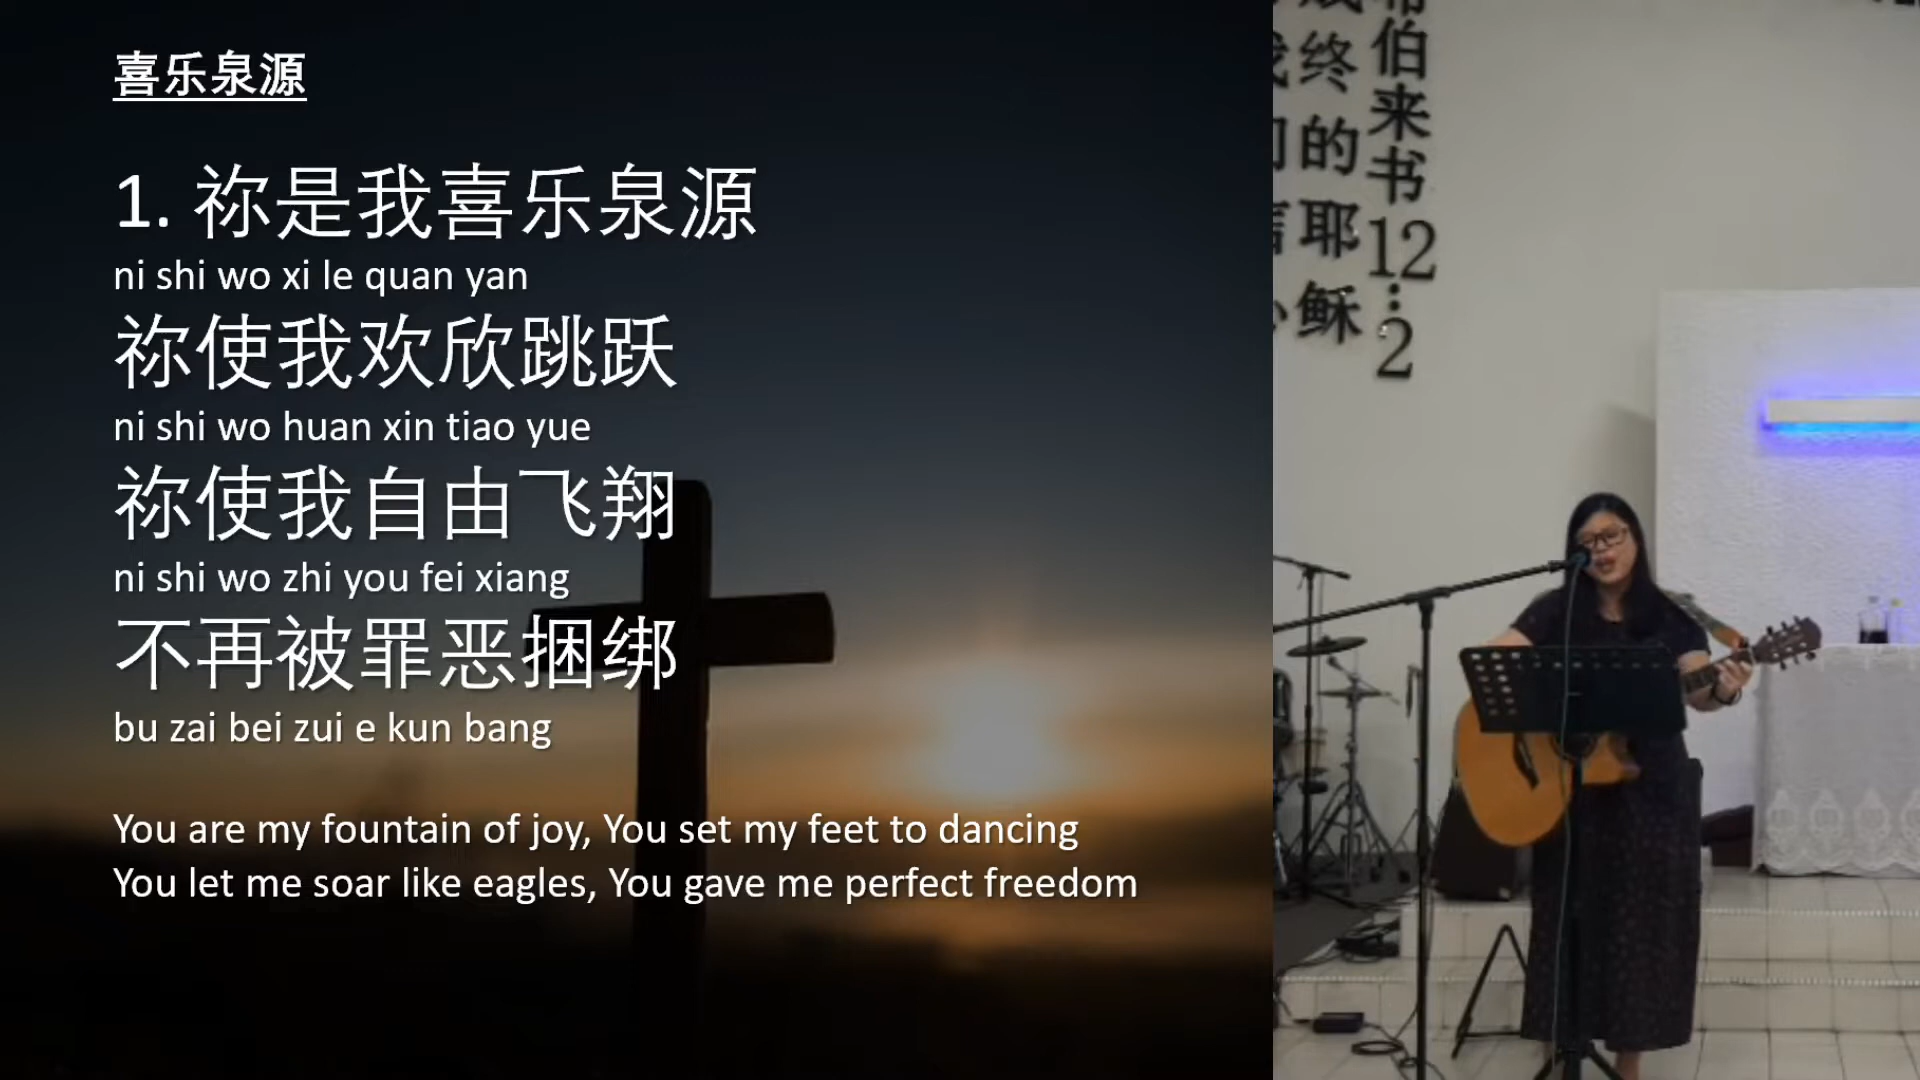 喜乐泉源
1. 祢是我喜乐泉源
ni shi wo xi le quan yan
祢使我欢欣跳跃
ni shi wo huan xin tiao yue
祢使我自由飞翔
ni shi wo zhi you fei xiang
不再被罪恶捆绑
bu zai bei zui e kun bang
You are my fountain of joy, You set my feet to dancing
You let me soar like eagles, You gave me perfect freedom
伯来书12:2
终的耶稣